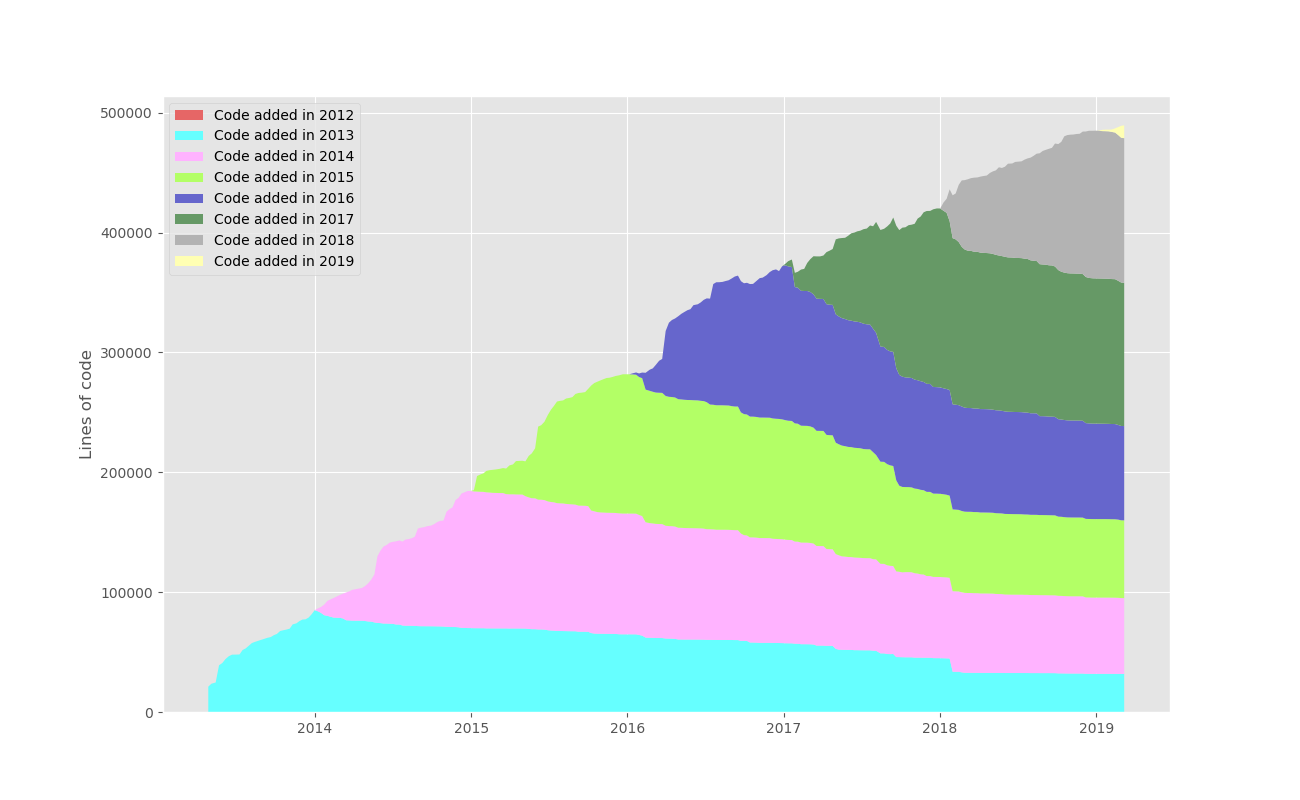 500000
400000
300000
200000
100000
0
Lines of code
Code added in 2012
Code added in 2013
Code added in 2014
Code added in 2015
Code added in 2016
Code added in 2017
Code added in 2018
Code added in 2019
2014 2015 2016 2017 2018 2019